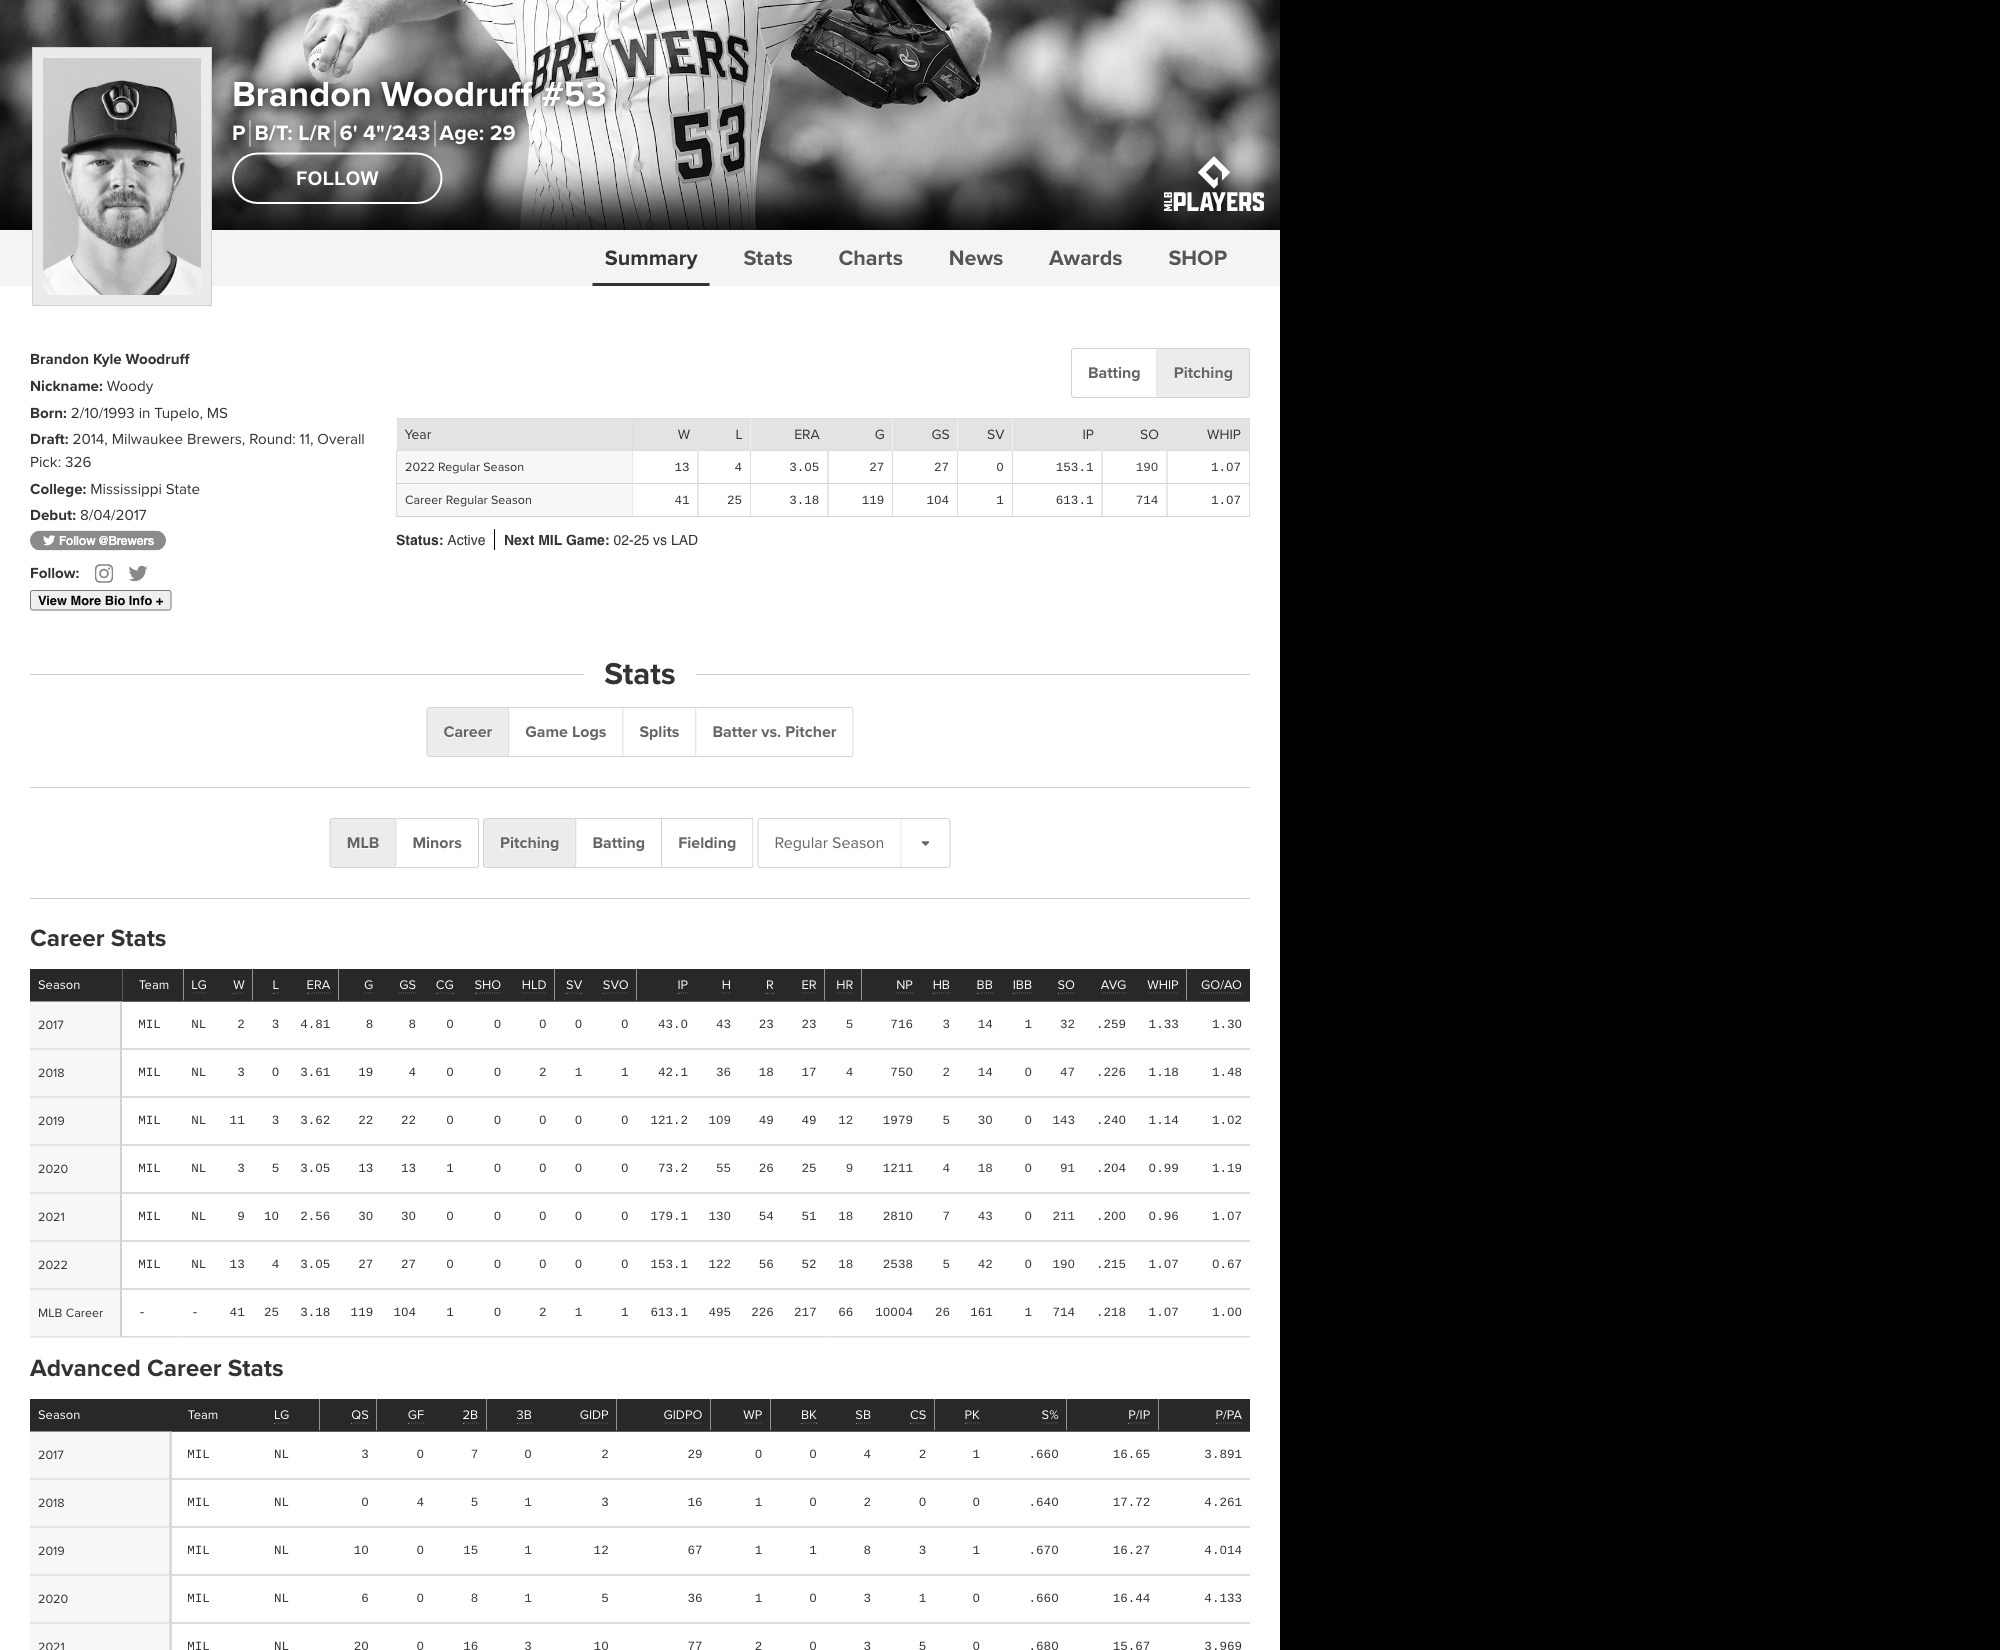 BREWERS
53
Brandon Woodruff #53
P B/T: L/R 6' 4"/243 Age: 29
FOLLOW
MLB PLAYERS
Summary Stats Charts News Awards SHOP
Brandon Kyle Woodruff
Nickname: Woody
Born: 2/10/1993 in Tupelo, MS
Draft: 2014, Milwaukee Brewers, Round: 11, Overall
Pick: 326
College: Mississippi State
Debut: 8/04/2017
Follow @Brewers
Follow:
View More Bio Info +
Batting Pitching
Year W L ERA G GS SV IP SO WHIP
2022 Regular Season 13 4 3.05 27 27 0 153.1 190 1.07
Career Regular Season 41 25 3.18 119 104 1 613.1 714 1.07
Status: Active Next MIL Game: 02-25 vs LAD
Stats
Career Game Logs Splits Batter vs. Pitcher
MLB Minors Pitching Batting Fielding Regular Season
Career Stats
Season Team LG W L ERA G GS CG SHO HLD SV SVO IP H R ER HR NP HB BB IBB SO AVG WHIP GO/AO
2017 MIL NL 2 3 4.81 8 8 0 0 0 0 0 43.0 43 23 23 5 716 3 14 1 32 .259 1.33 1.30
2018 MIL NL 3 0 3.61 19 4 0 0 2 1 1 42.1 36 18 17 4 750 2 14 0 47 .226 1.18 1.48
2019 MIL NL 11 3 3.62 22 22 0 0 0 0 0 121.2 109 49 49 12 1979 5 30 0 143 .240 1.14 1.02
2020 MIL NL 3 5 3.05 13 13 1 0 0 0 0 73.2 55 26 25 9 1211 4 18 0 91 .204 0.99 1.19
2021 MIL NL 9 10 2.56 30 30 0 0 0 0 0 179.1 130 54 51 18 2810 7 43 0 211 .200 0.96 1.07
2022 MIL NL 13 4 3.05 27 27 0 0 0 0 0 153.1 122 56 52 18 2538 5 42 0 190 .215 1.07 0.67
MLB Career - - 41 25 3.18 119 104 1 0 2 1 1 613.1 495 226 217 66 10004 26 161 1 714 .218 1.07 1.00
Advanced Career Stats
Season Team LG QS GF 2B 3B GIDP GIDPO WP BK SB CS PK S% P/IP P/PA
2017 MIL NL 3 0 7 0 2 29 0 0 4 2 1 .660 16.65 3.891
2018 MIL NL 0 4 5 1 3 16 1 0 2 0 0 .640 17.72 4.261
2019 MIL NL 10 0 15 1 12 67 1 1 8 3 1 .670 16.27 4.014
2020 MIL NL 6 0 8 1 5 36 1 0 3 1 0 .660 16.44 4.133
2021 MIL NL 20 0 16 3 10 77 2 0 3 5 0 .680 15.67 3.969